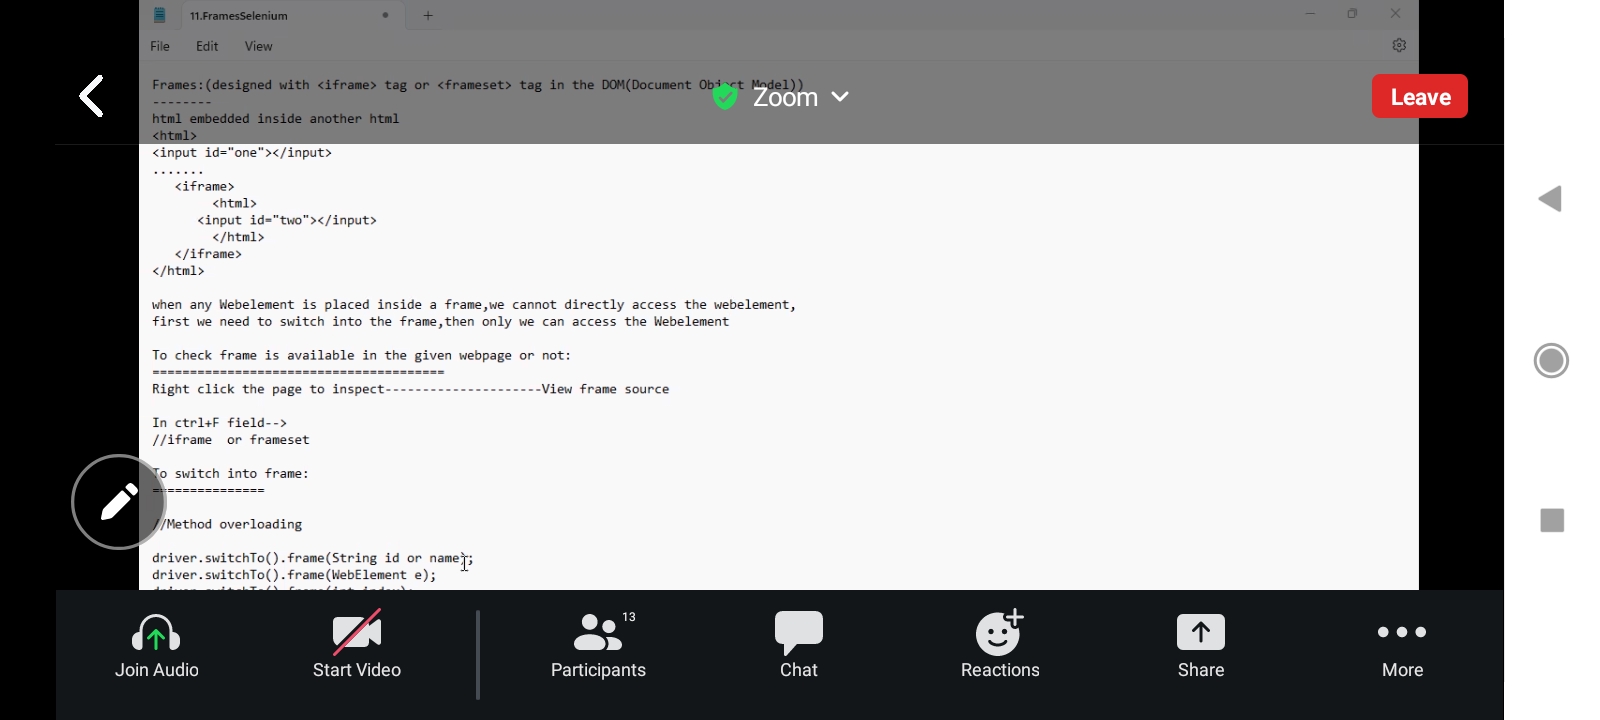 11.FramesSelenium
File Edit View
Frames:(designed with <iframe> tag or <frameset> tag in the DOM(Document Object Model))
--------
Zoom
Leave
html embedded inside another html
<html>
<input id="one"></input>
.......
<iframe>
<html>
<input id="two"></input>
</html>
</iframe>
</html>
when any Webelement is placed inside a frame,we cannot directly access the webelement,
first we need to switch into the frame,then only we can access the Webelement
To check frame is available in the given webpage or not:
=======================================
Right click the page to inspect---------------------View frame source
In ctrl+F field-->
//iframe or frameset
To switch into frame:
===============
//Method overloading
driver.switchTo().frame(String id or name);
driver.switchTo().frame(WebElement e);
driver.switchTo().frame(int index);
13
Join Audio Start Video Participants Chat Reactions Share More